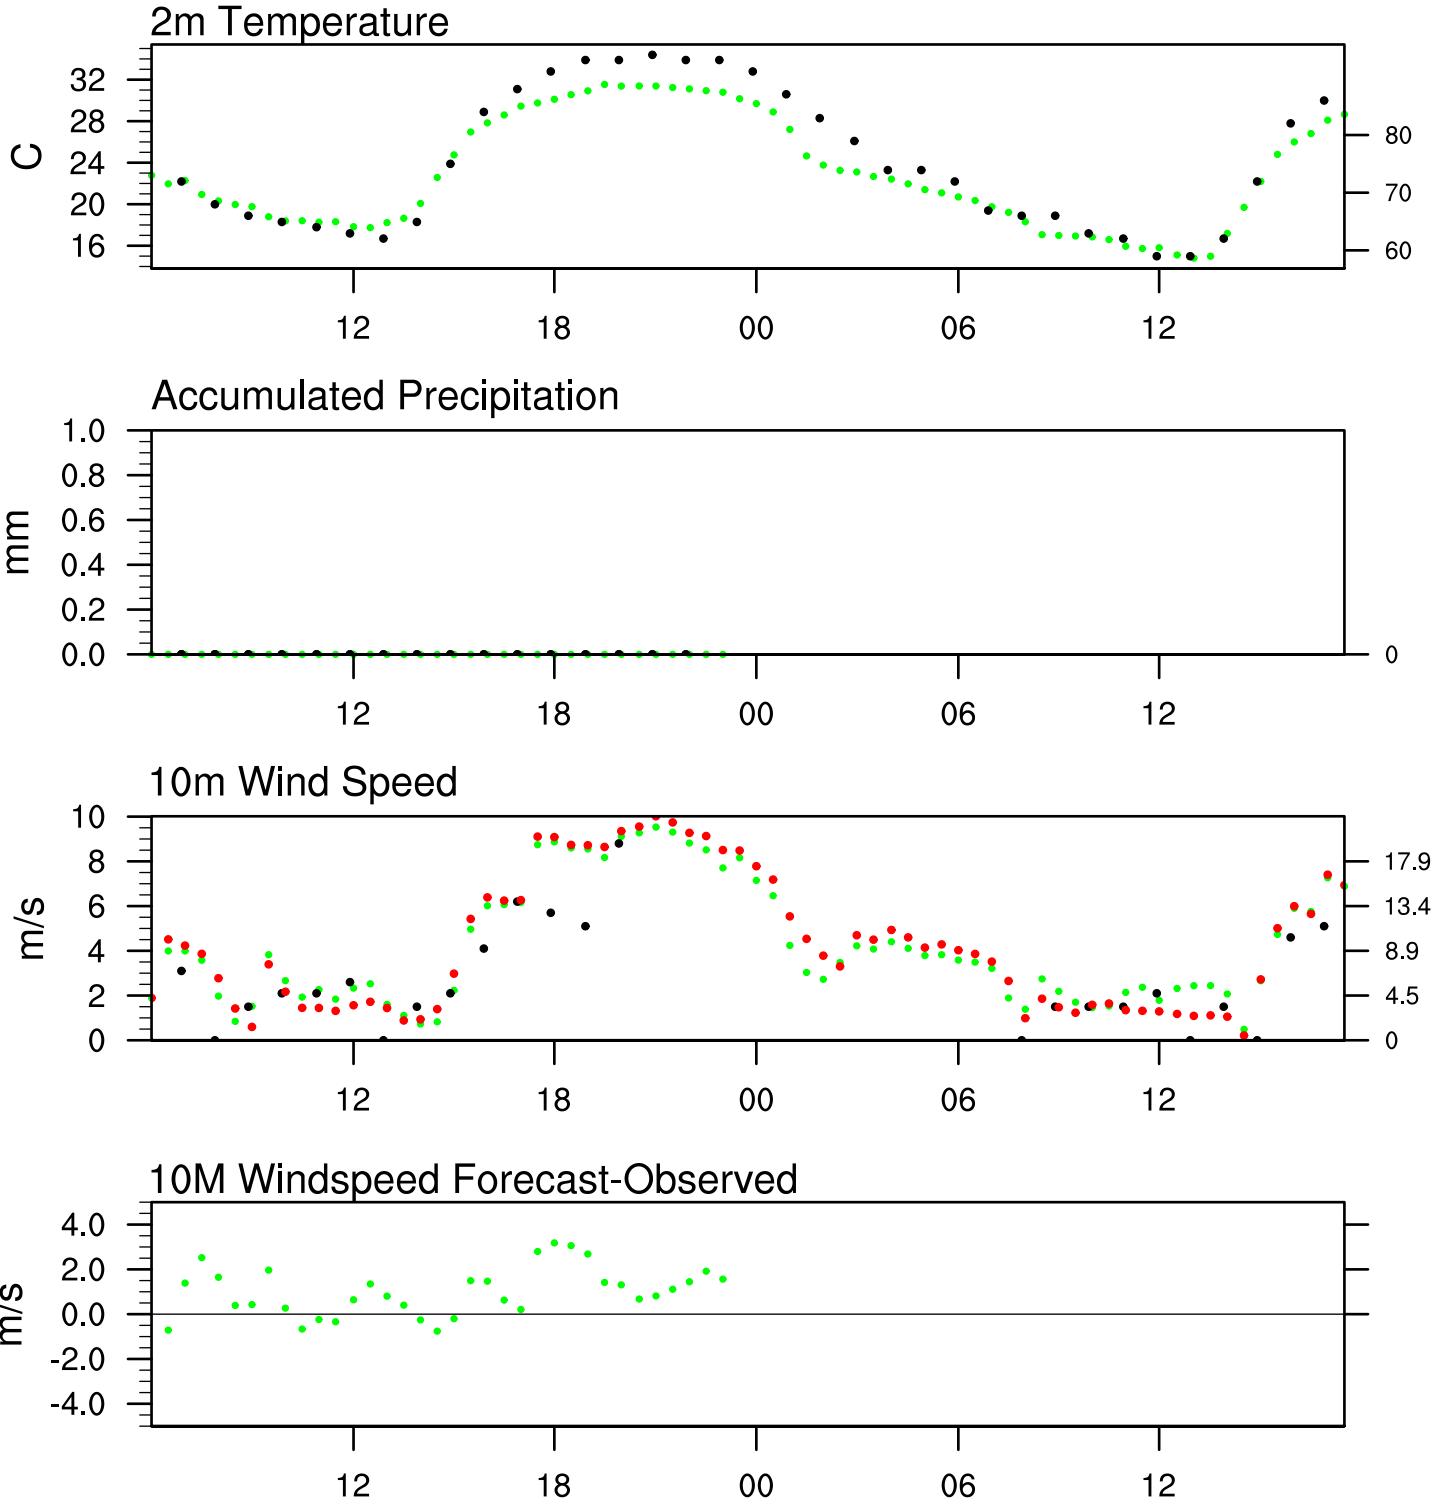 2m Temperature
32
28
24
20
16
C
80
70
60
12 18 00 06 12
Accumulated Precipitation
1.0
0.8
0.6
0.4
0.2
0.0
mm
0
12 18 00 06 12
10m Wind Speed
10
8
6
4
2
0
m/s
17.9
13.4
8.9
4.5
0
12 18 00 06 12
10M Windspeed Forecast-Observed
4.0
2.0
0.0
-2.0
-4.0
m/s
12 18 00 06 12